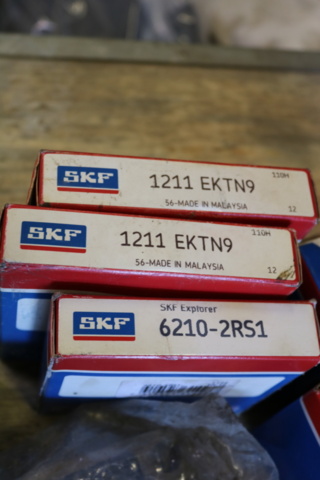 SKF
1211 EKTN9
110H
56-MADE IN MALAYSIA
12
SKF
1211 EKTN9
110H
56-MADE IN MALAYSIA
12
SKF
SKF Explorer
6210-2RS1